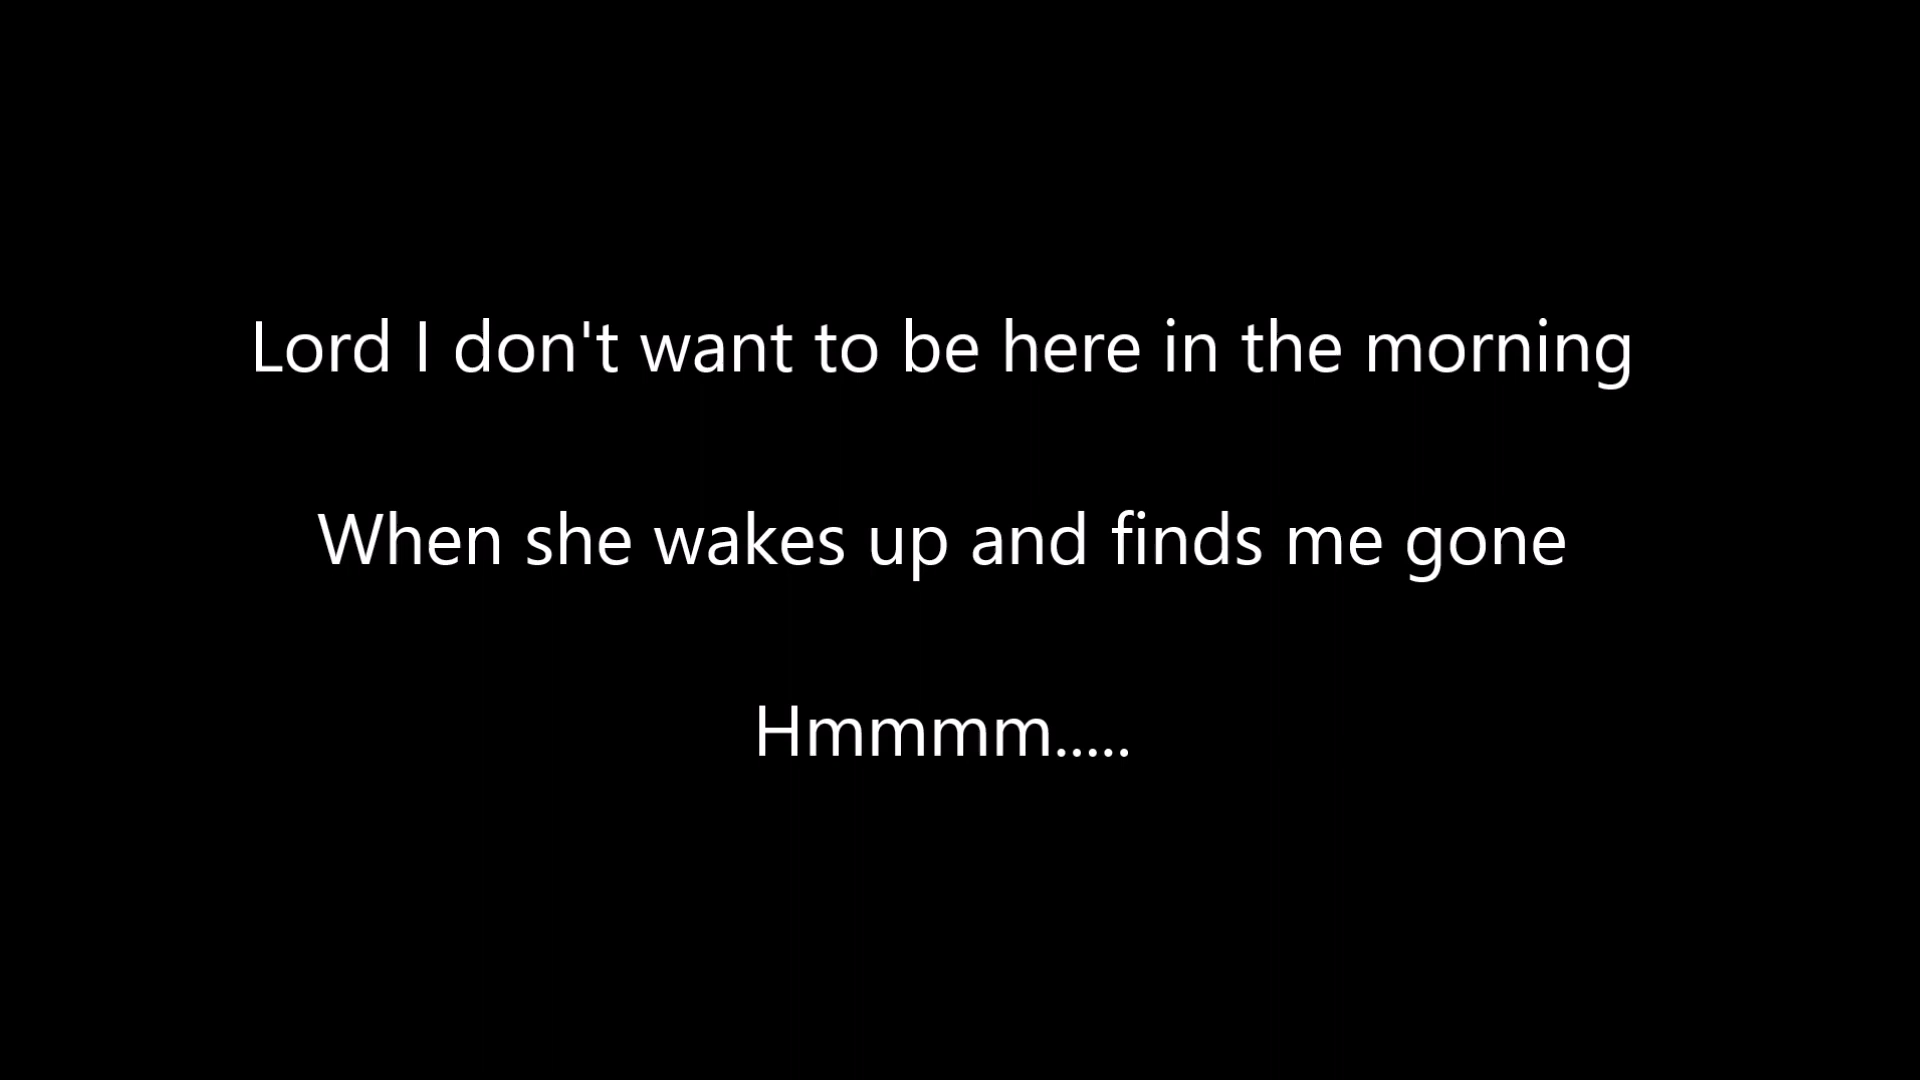 Lord I don't want to be here in the morning
When she wakes up and finds me gone
Hmmmm.....